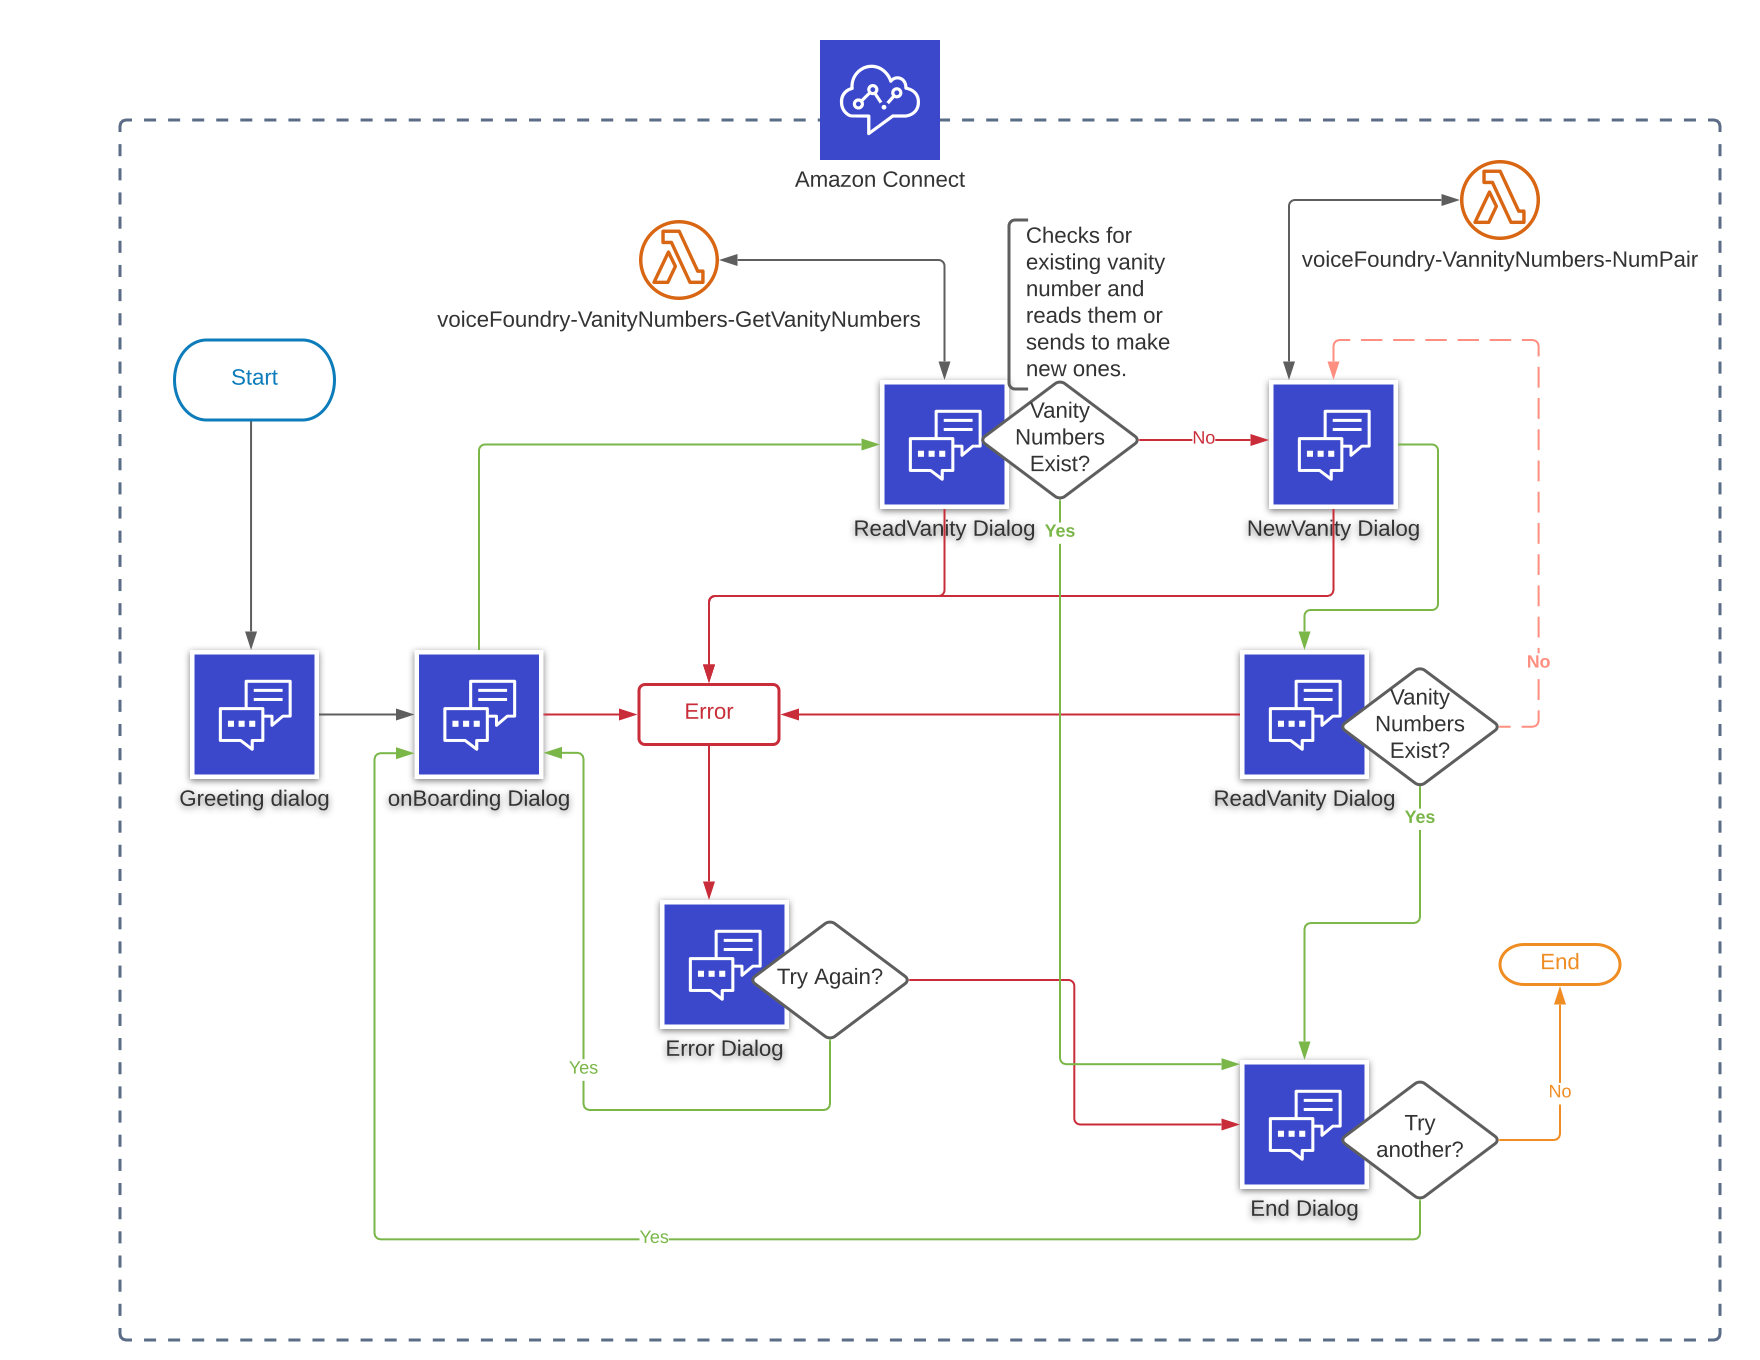 Amazon Connect
Checks for
existing vanity
number and
reads them or
sends to make
new ones.
voiceFoundry-VannityNumbers-NumPair
voiceFoundry-VanityNumbers-GetVanityNumbers
Start
Vanity
Numbers
Exist?
No
ReadVanity Dialog
Yes
NewVanity Dialog
No
Error
Vanity
Numbers
Exist?
Greeting dialog
onBoarding Dialog
ReadVanity Dialog
Yes
Try Again?
End
Error Dialog
Yes
No
Try
another?
End Dialog
Yes